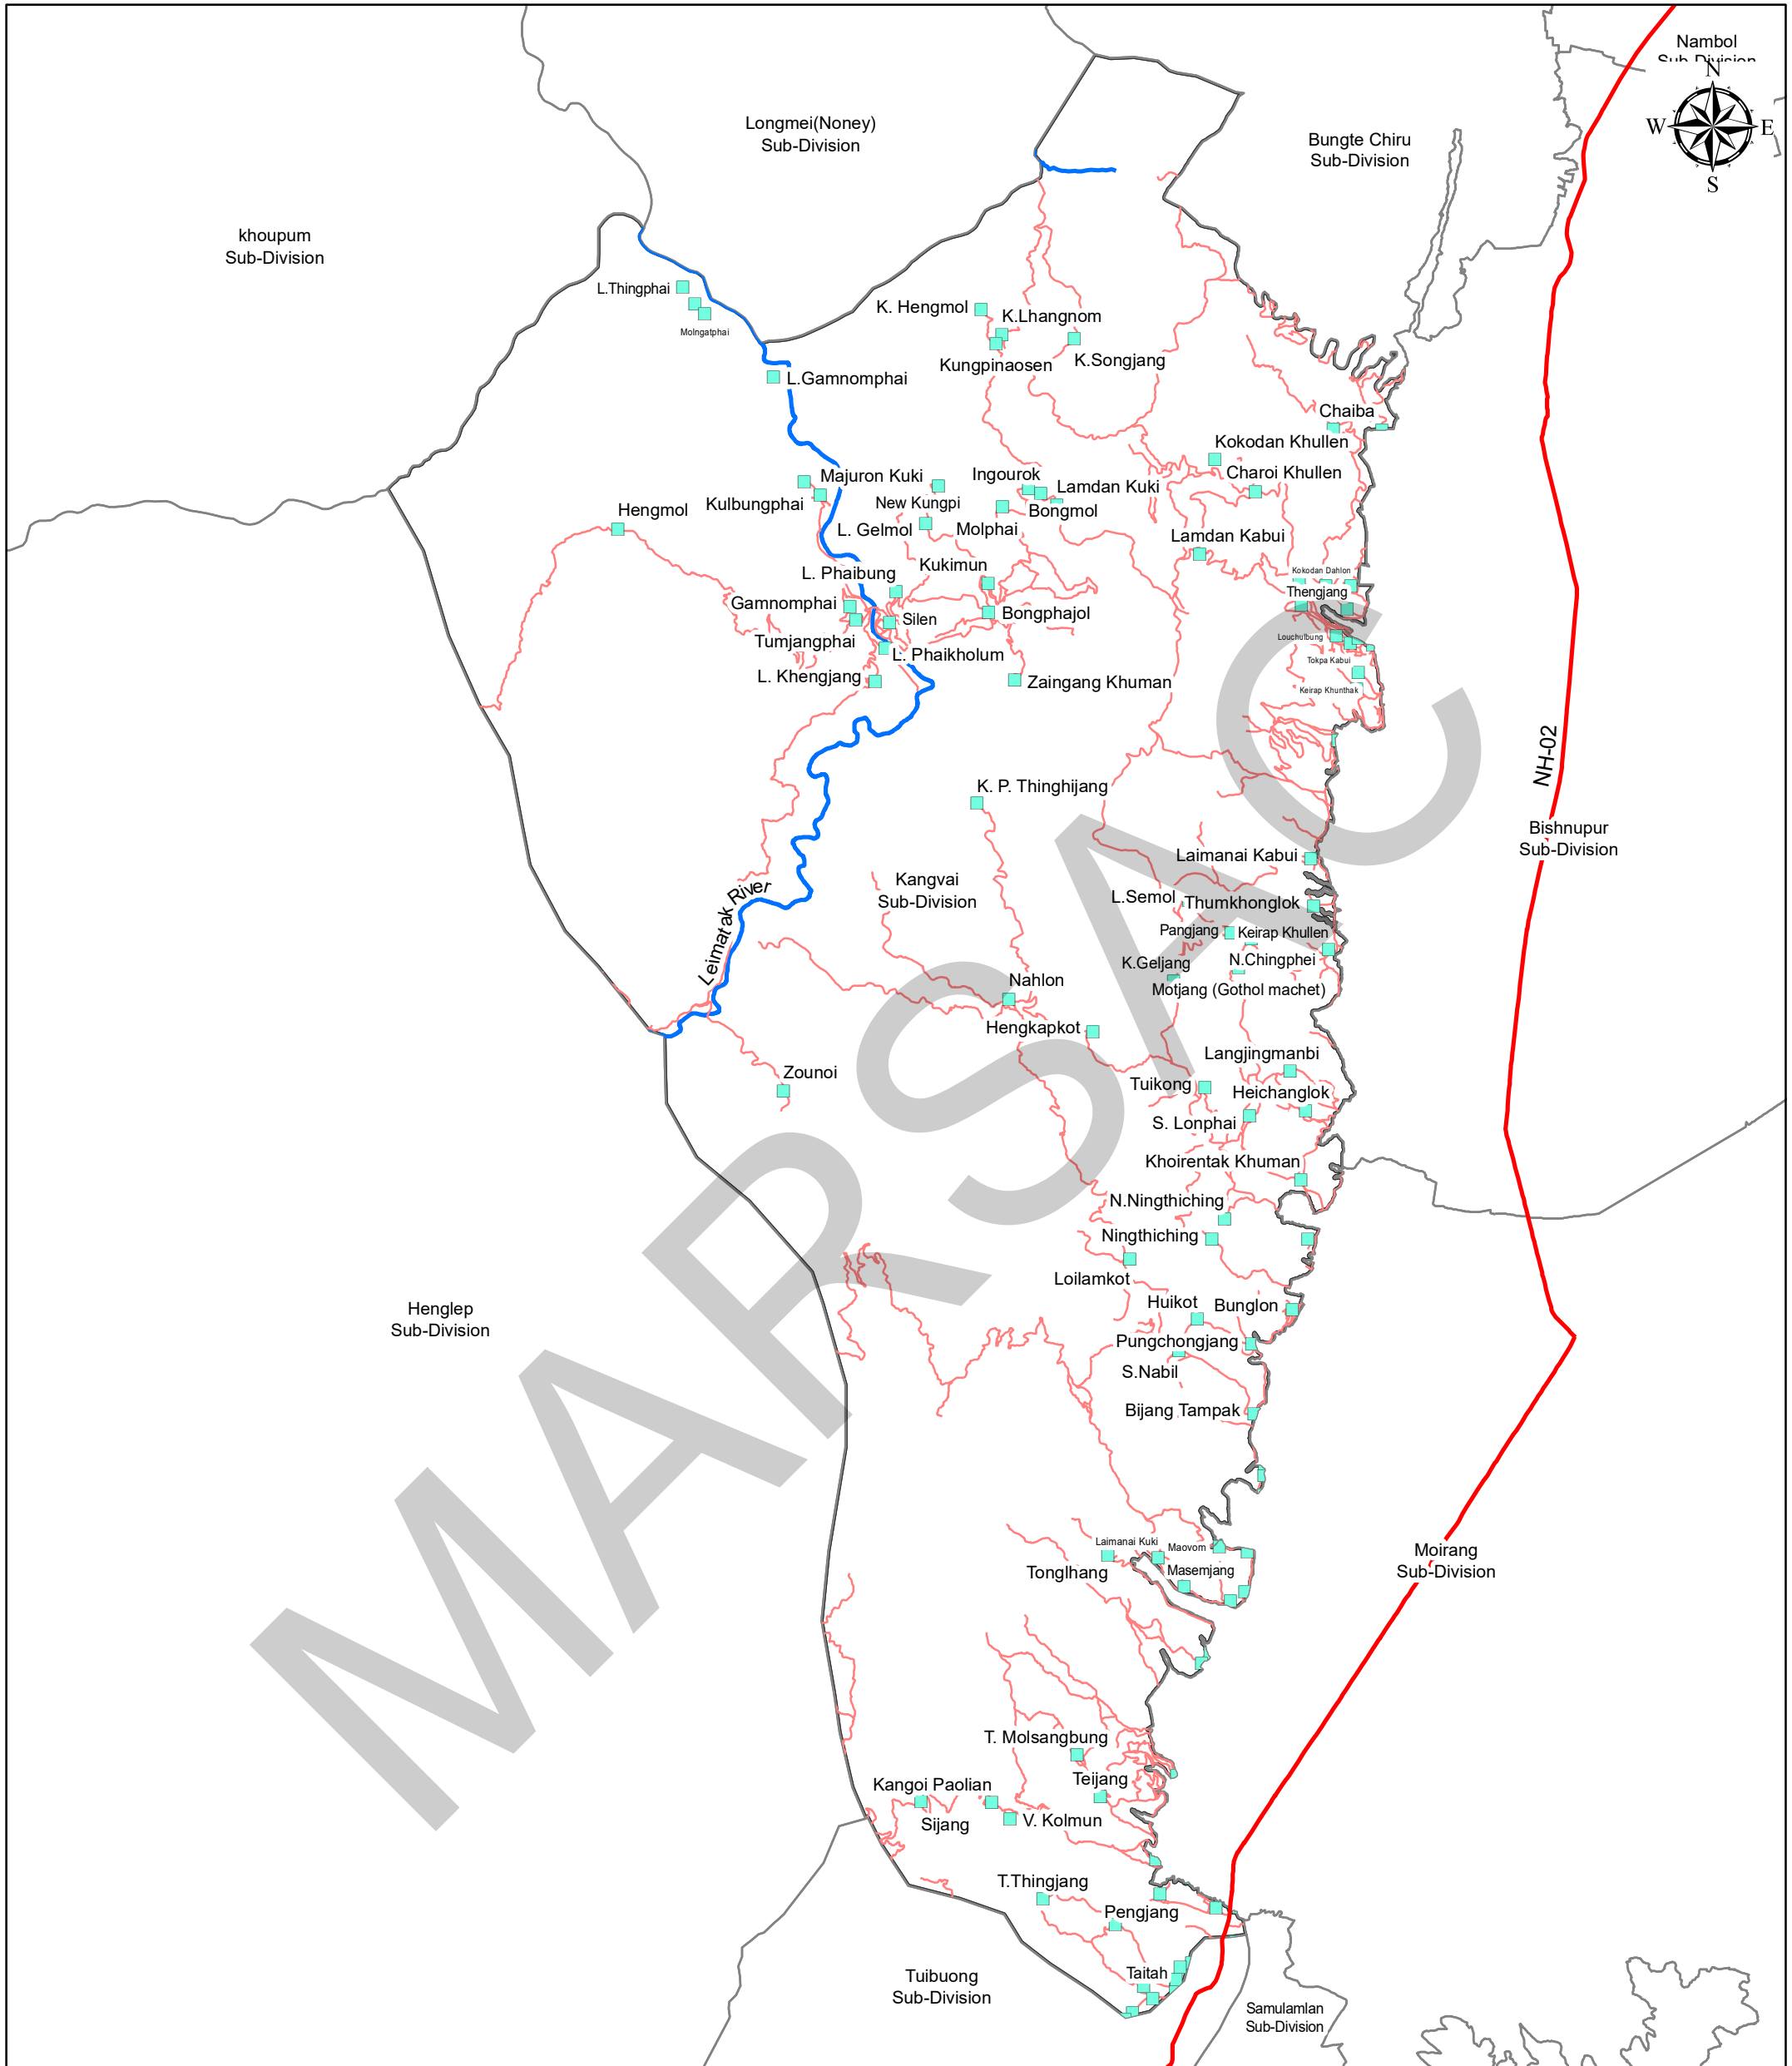 Nambol
Sub-Division
N
W
E
S
Longmei(Noney)
Sub-Division
Bungte Chiru
Sub-Division
khoupum
Sub-Division
L.Thingphai
Molngatphai
K. Hengmol
K.Lhangnom
Kungpinaosen
K.Songjang
L.Gamnomphai
Chaiba
Kokodan Khullen
Charoi Khullen
Majuron Kuki
Ingourok
Lamdan Kuki
Kulbungphai
New Kungpi
Bongmol
Hengmol
L. Gelmol
Molphai
Lamdan Kabui
Kukimun
L. Phaibung
Kokodan Dahlon
Thengjang
Gamnomphai
Silen
Bongphajol
Tumjangphai
Louchulbung
L. Phaikholum
Tokpa Kabui
L. Khengjang
Zaingang Khuman
Keirap Khunthak
NH-02
K. P. Thinghijang
Bishnupur
Sub-Division
Laimanai Kabui
Kangvai
Sub-Division
L.Semol
Thumkhonglok
Leimatak River
Pangjang
Keirap Khullen
K.Geljang
N.Chingphei
Nahlon
Motjang (Gothol machet)
Hengkapkot
Langjingmanbi
Zounoi
Tuikong
Heichanglok
S. Lonphai
Khoirentak Khuman
N.Ningthiching
Ningthiching
Loilamkot
Huikot
Bunglon
Henglep
Sub-Division
Pungchongjang
S.Nabil
Bijang Tampak
Laimanai Kuki
Maovom
Moirang
Sub-Division
Tonglhang
Masemjang
T. Molsangbung
Teijang
Kangoi Paolian
Sijang
V. Kolmun
T.Thingjang
Pengjang
Taitah
Tuibuong
Sub-Division
Samulamlan
Sub-Division
MARSAC